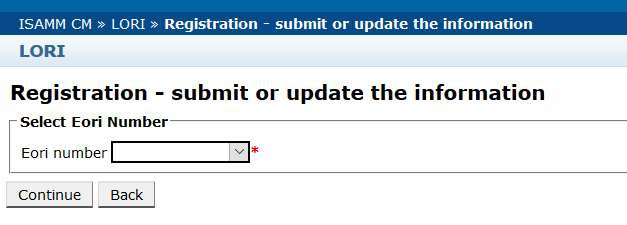 ISAMM CM » LORI » Registration - submit or update the information
LORI
Registration - submit or update the information
Select Eori Number
Eori number *
Continue Back